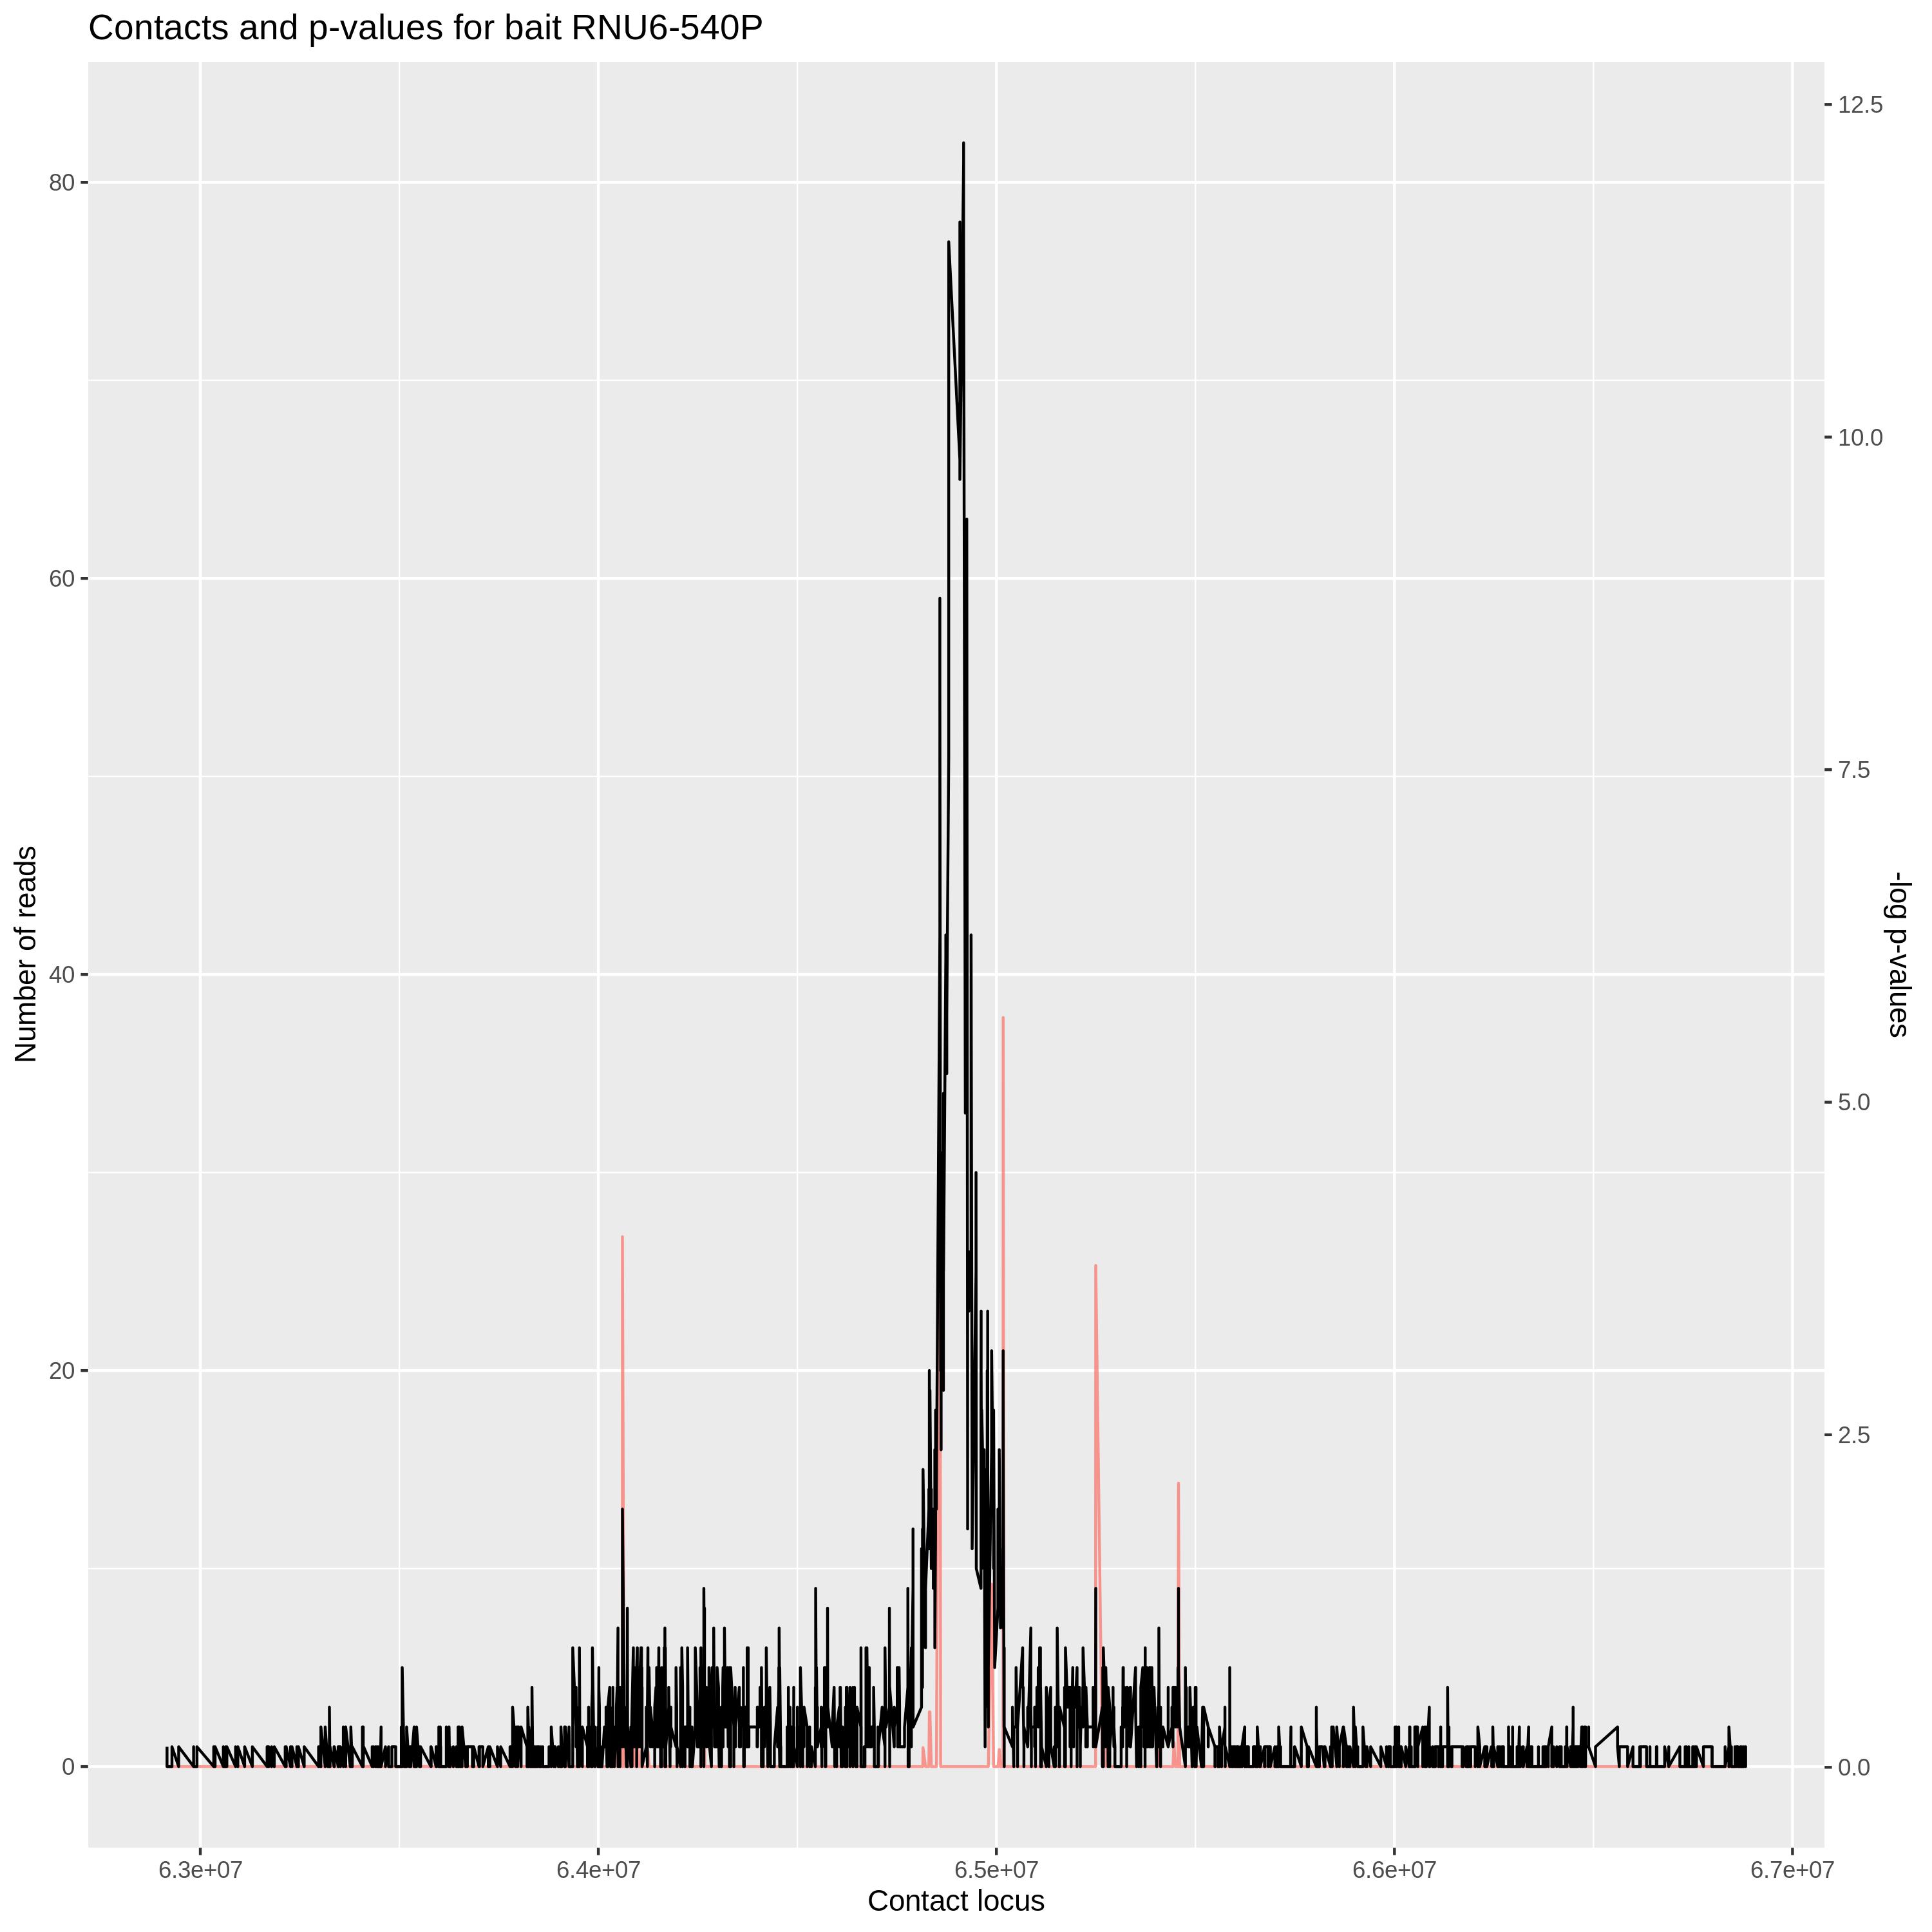 Contacts and p-values for bait RNU6-540P
80
60
40
20
0
Number of reads
12.5
10.0
7.5
5.0
2.5
0.0
-log p-values
6.3e+07
6.4e+07
6.5e+07
6.6e+07
6.7e+07
Contact locus